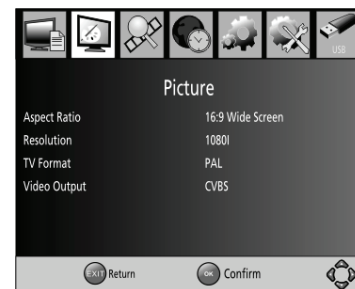 USB
Picture
Aspect Ratio 16:9 Wide Screen
Resolution 1080I
TV Format PAL
Video Output CVBS
EXIT Return OK Confirm